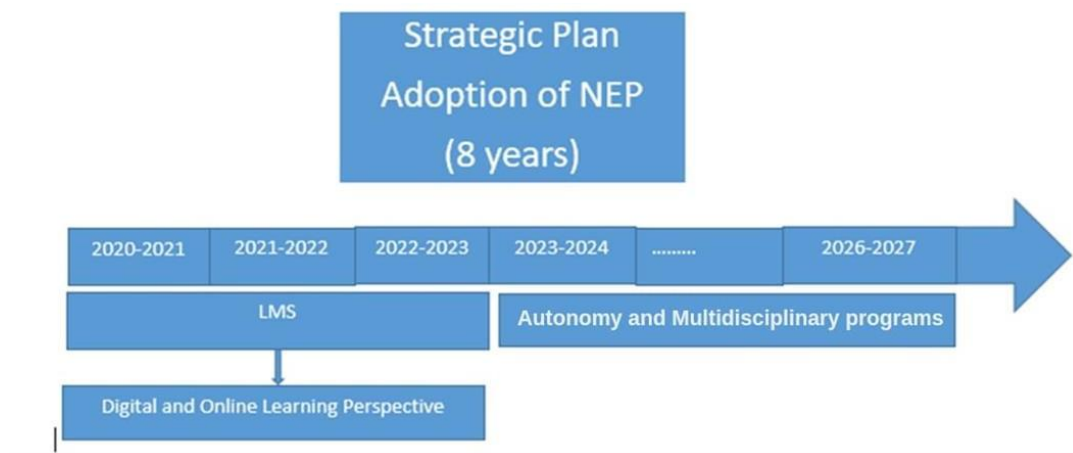 Strategic Plan
Adoption of NEP
(8 years)
2020-2021
2021-2022
2022-2023
2023-2024
.........
2026-2027
LMS
Autonomy and Multidisciplinary programs
Digital and Online Learning Perspective